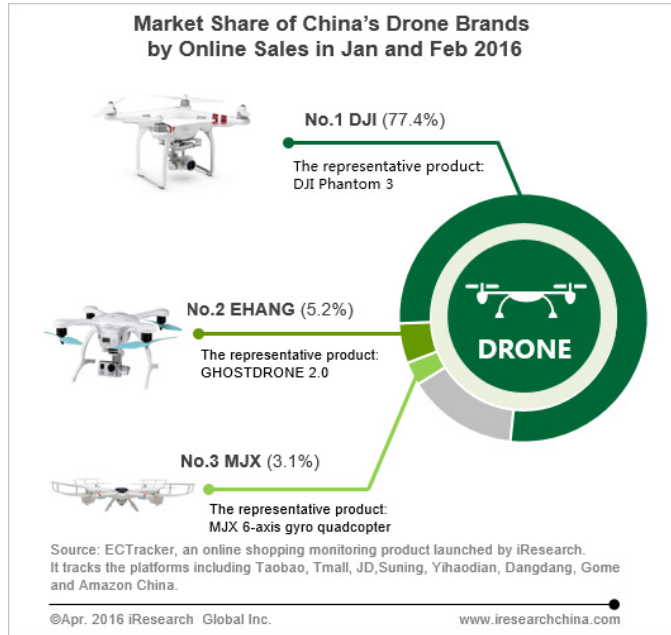 Market Share of China's Drone Brands
by Online Sales in Jan and Feb 2016
No.1 DJI (77.4%)
The representative product:
DJI Phantom 3
No.2 EHANG (5.2%)
The representative product:
GHOSTDRONE 2.0
DRONE
No.3 MJX (3.1%)
The representative product:
MJX 6-axis gyro quadcopter
Source: ECTracker, an online shopping monitoring product launched by iResearch.
It tracks the platforms including Taobao, Tmall, JD,Suning, Yihaodian, Dangdang, Gome
and Amazon China.
©Apr. 2016 iResearch Global Inc.
www.iresearchchina.com